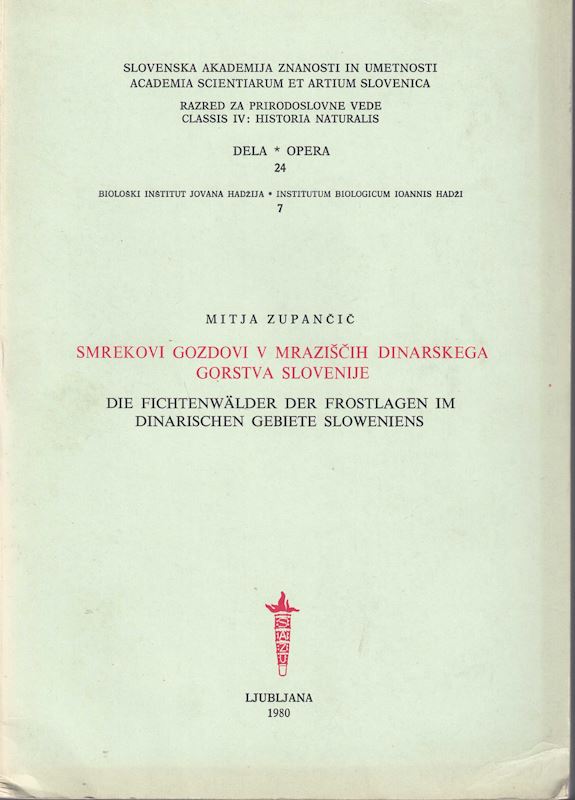 SLOVENSKA AKADEMIJA ZNANOSTI IN UMETNOSTI
ACADEMIA SCIENTIARUM ET ARTIUM SLOVENICA
RAZRED ZA PRIRODOSLOVNE VEDE
CLASSIS IV: HISTORIA NATURALIS
DELA * OPERA
24
BIOLOŠKI INŠTITUT JOVANA HADŽIJA * INSTITUTUM BIOLOGICUM IOANNIS HADŽI
7
MITJA ZUPANČIČ
SMREKOVI GOZDOVI V MRAZIŠČIH DINARSKEGA
GORSTVA SLOVENIJE
DIE FICHTENWÄLDER DER FROSTLAGEN IM
DINARISCHEN GEBIETE SLOWENIENS
SAZU
LJUBLJANA
1980